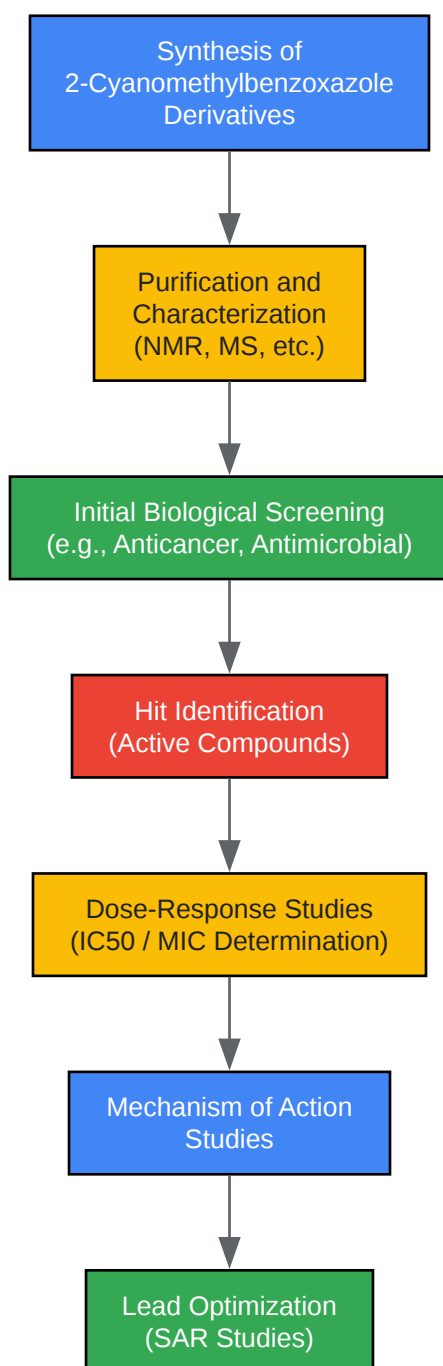 Synthesis of
2-Cyanomethylbenzoxazole
Derivatives
Purification and
Characterization
(NMR, MS, etc.)
Initial Biological Screening
(e.g., Anticancer, Antimicrobial)
Hit Identification
(Active Compounds)
Dose-Response Studies
(IC50 / MIC Determination)
Mechanism of Action
Studies
Lead Optimization
(SAR Studies)